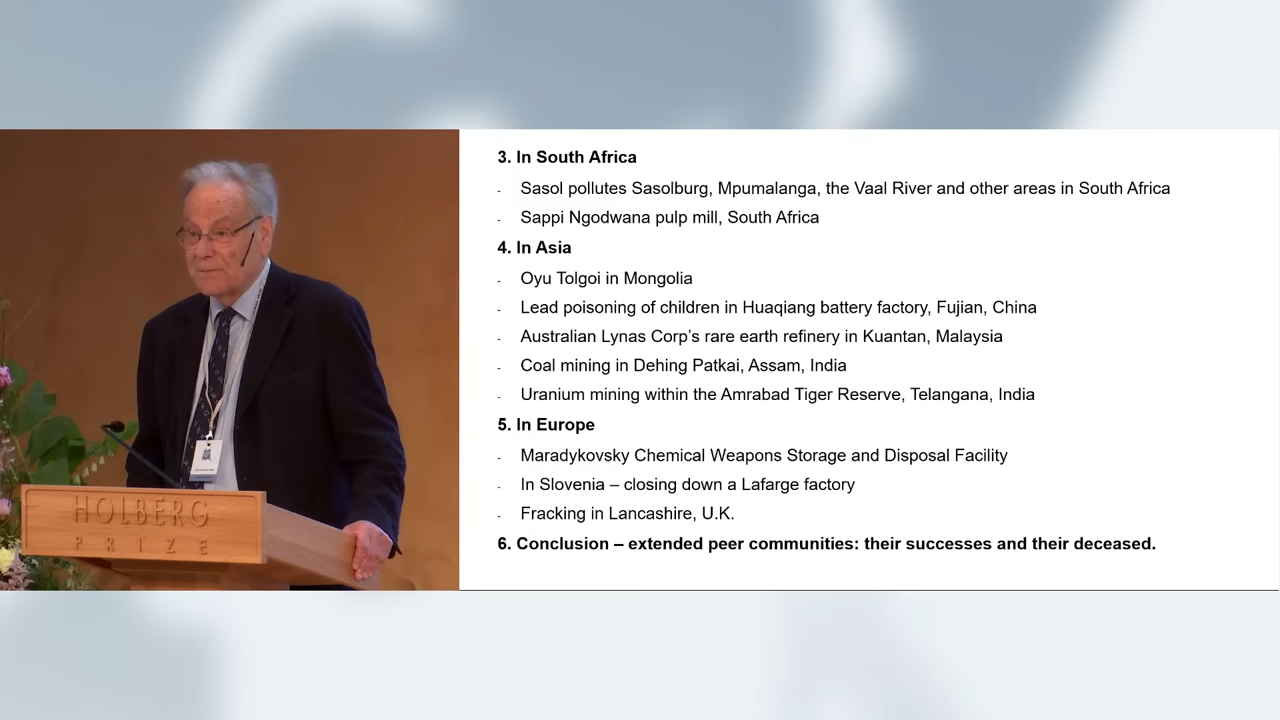 HOLBERG
PRIZE
3. In South Africa
- Sasol pollutes Sasolburg, Mpumalanga, the Vaal River and other areas in South Africa
- Sappi Ngodwana pulp mill, South Africa
4. In Asia
- Oyu Tolgoi in Mongolia
- Lead poisoning of children in Huaqiang battery factory, Fujian, China
- Australian Lynas Corp’s rare earth refinery in Kuantan, Malaysia
- Coal mining in Dehing Patkai, Assam, India
- Uranium mining within the Amrabad Tiger Reserve, Telangana, India
5. In Europe
- Maradykovsky Chemical Weapons Storage and Disposal Facility
- In Slovenia – closing down a Lafarge factory
- Fracking in Lancashire, U.K.
6. Conclusion – extended peer communities: their successes and their deceased.